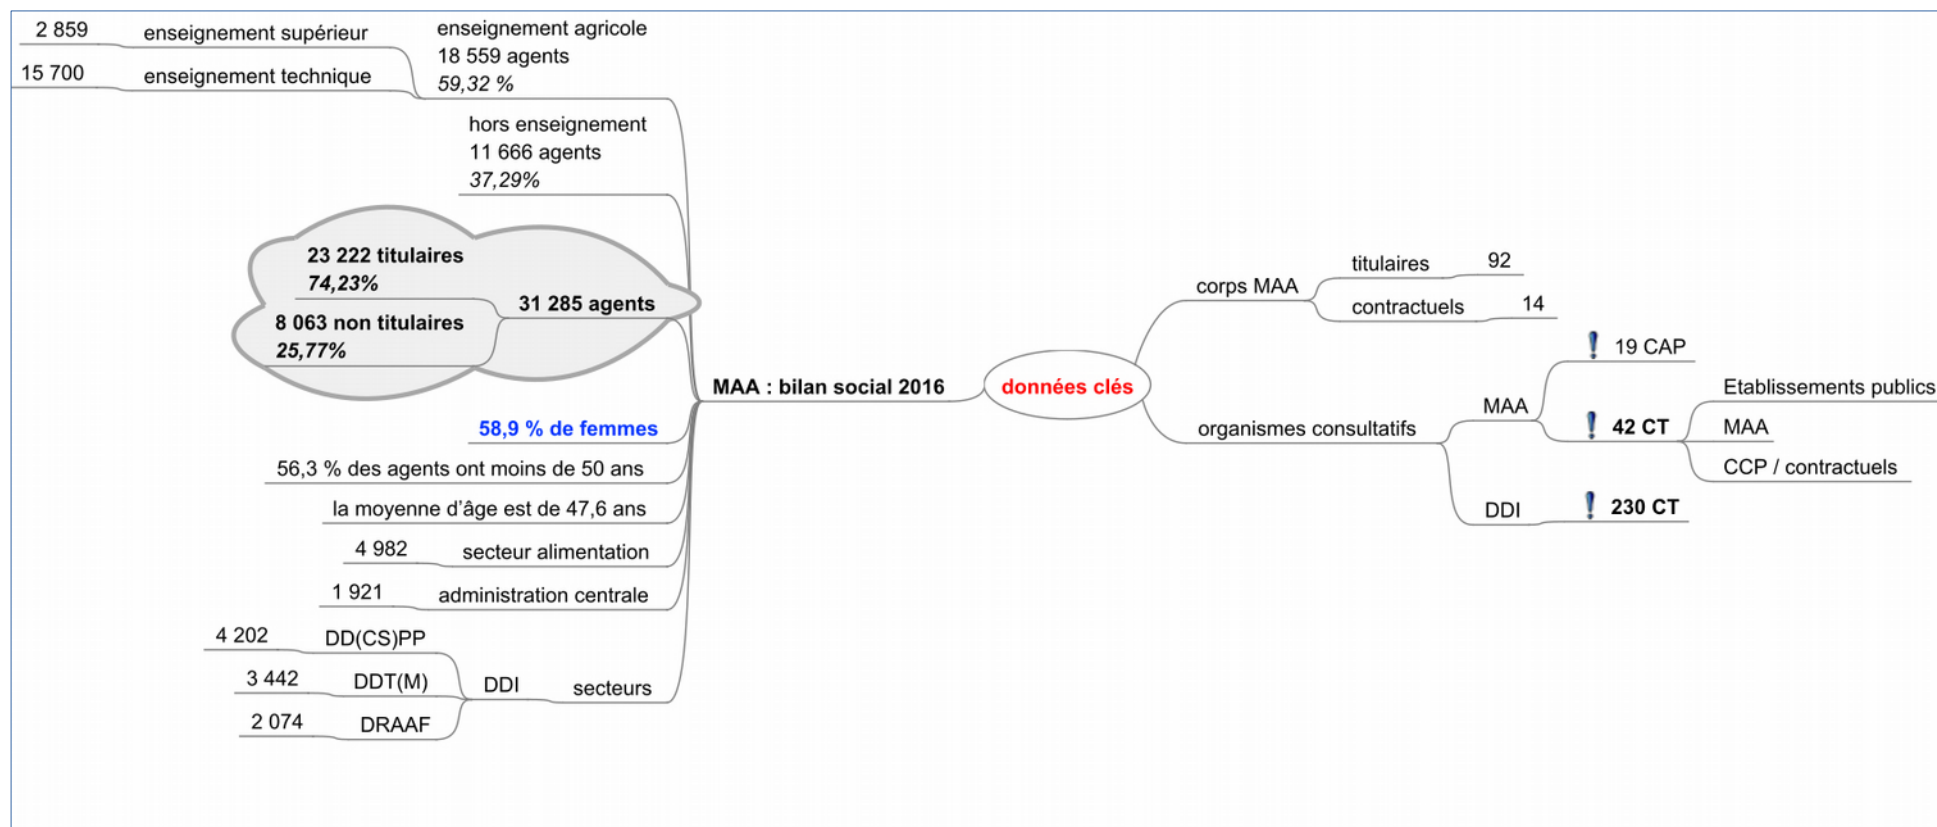 2 859 enseignement supérieur
15 700 enseignement technique
enseignement agricole
18 559 agents
59,32 %
hors enseignement
11 666 agents
37,29%
23 222 titulaires
74,23%
8 063 non titulaires
25,77%
31 285 agents
58,9 % de femmes
56,3 % des agents ont moins de 50 ans
la moyenne d’âge est de 47,6 ans
4 982 secteur alimentation
1 921 administration centrale
4 202 DD(CS)PP
3 442 DDT(M)
2 074 DRAAF
DDI
secteurs
MAA : bilan social 2016
données clés
corps MAA
titulaires 92
contractuels 14
organismes consultatifs
MAA
19 CAP
42 CT
Etablissements publics
MAA
CCP / contractuels
DDI
230 CT